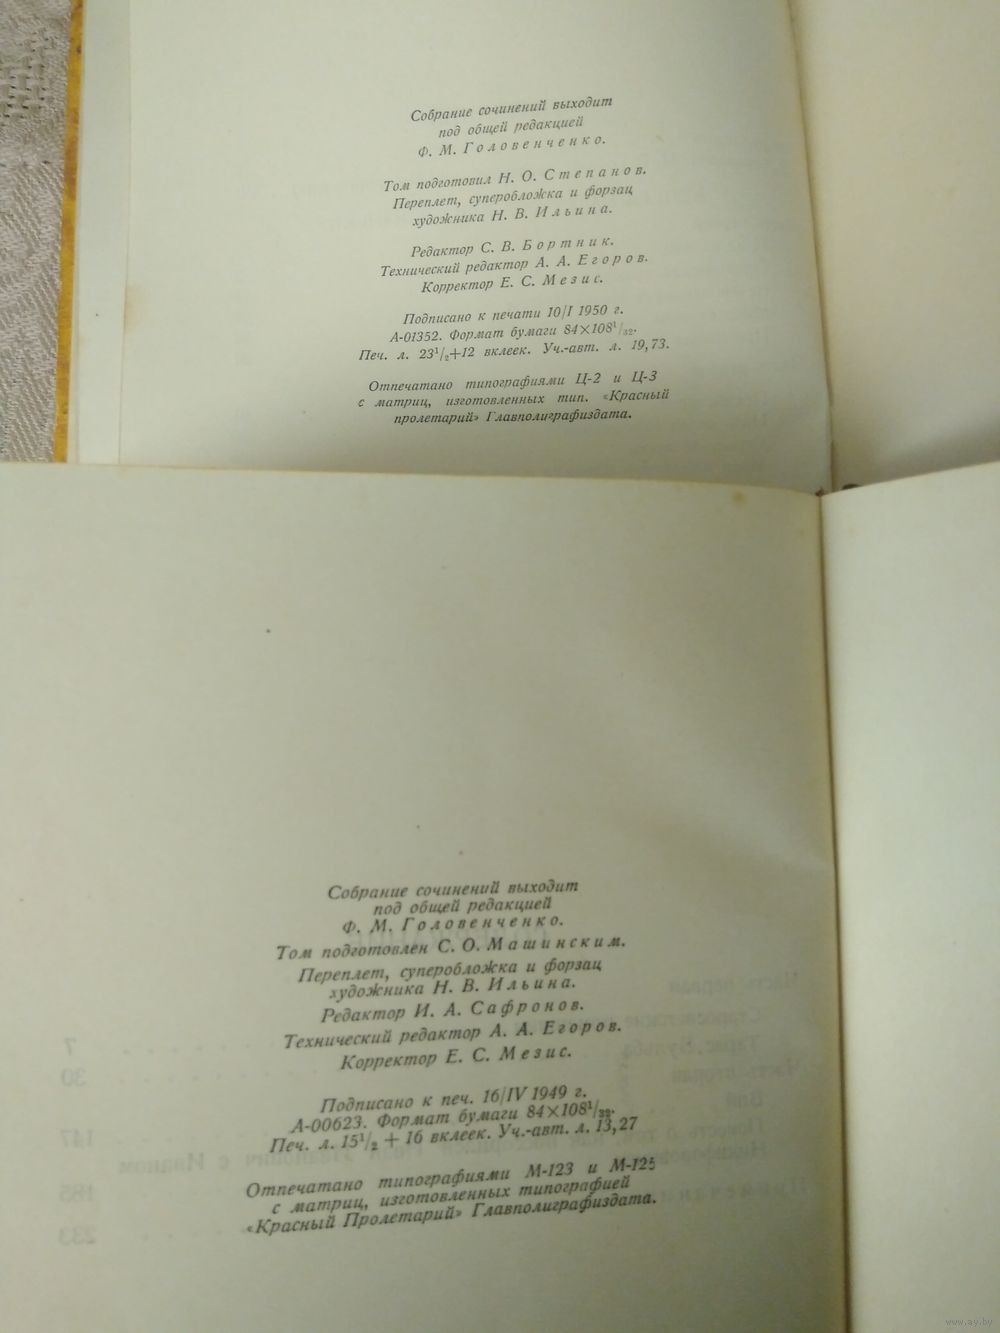 Собрание сочинений выходит
под общей редакцией
Ф. М. Головенченко.
Том подготовил Н. О. Степанов.
Переплет, суперобложка и форзац
художника Н. В. Ильина.
Редактор С. В. Бортник.
Технический редактор А. А. Егоров.
Корректор Е. С. Мезис.
Подписано к печати 10/I 1950 г.
А-01352. Формат бумаги 84×108¹/₃₂.
Печ. л. 23¹/₂+12 вклеек. Уч.-авт. л. 19,73.
Отпечатано типографиями Ц-2 и Ц-3
с матриц, изготовленных тип. «Красный
пролетарий» Главполиграфиздата.
Собрание сочинений выходит
под общей редакцией
Ф. М. Головенченко.
Том подготовлен С. О. Машинским.
Переплет, суперобложка и форзац
художника Н. В. Ильина.
Редактор И. А. Сафронов.
Технический редактор А. А. Егоров.
Корректор Е. С. Мезис.
Подписано к печ. 16/IV 1949 г.
А-00623. Формат бумаги 84×108¹/₃₂.
Печ. л. 15¹/₂ + 16 вклеек. Уч.-авт. л. 13,27
Отпечатано типографиями М-123 и М-125
с матриц, изготовленных типографией
«Красный Пролетарий» Главполиграфиздата.
www.ay.by